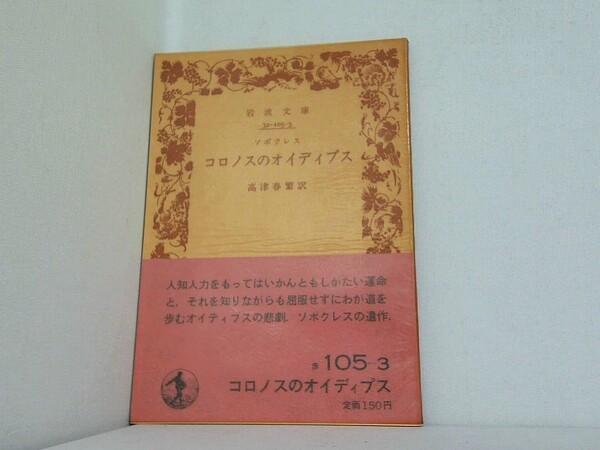 岩波文庫
32-105-3
ソポクレス
コロノスのオイディプス
高津春繁訳
人知人力をもってはいかんともしがたい運命
と、それを知りながらも屈服せずにわが道を
歩むオイディプスの悲劇．ソポクレスの遺作．
赤 105-3
コロノスのオイディプス
定価150円